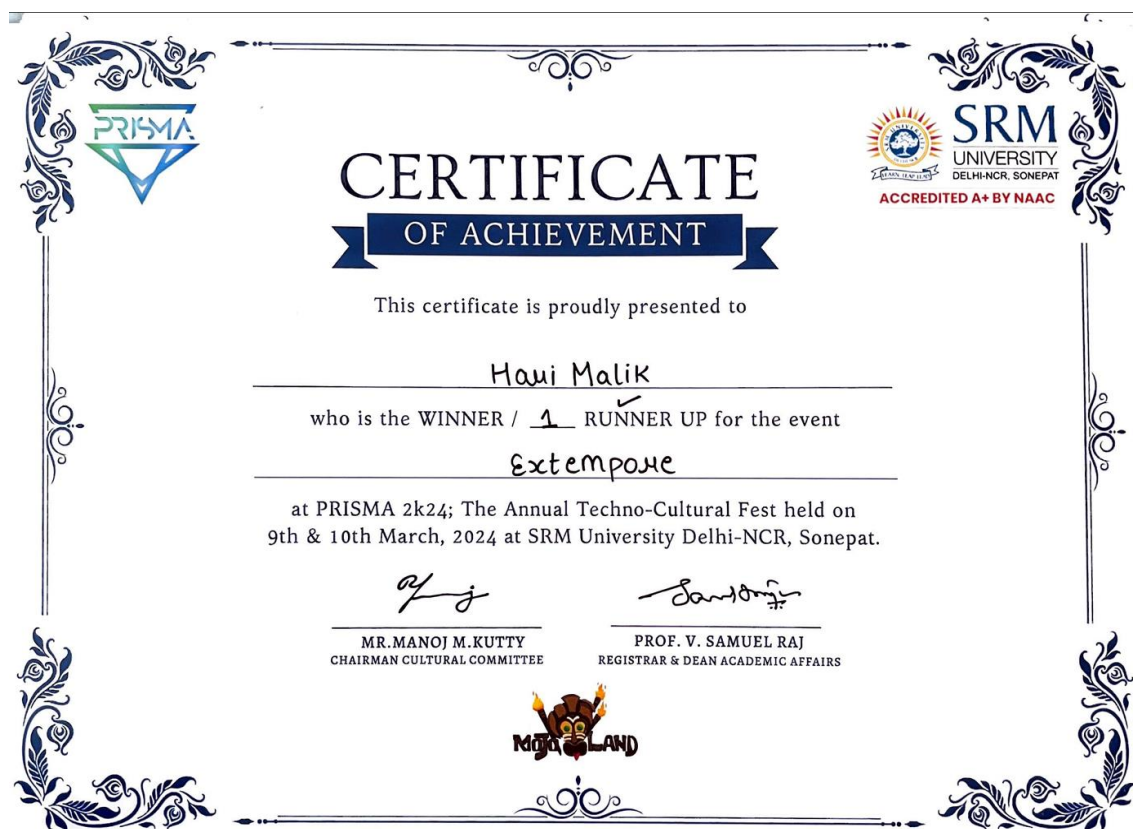 PRISMA
SRM
UNIVERSITY
DELHI-NCR, SONEPAT
ACCREDITED A+ BY NAAC
CERTIFICATE
OF ACHIEVEMENT
This certificate is proudly presented to
Havi Malik
who is the WINNER / 1 RUNNER UP for the event
Extempore
at PRISMA 2k24; The Annual Techno-Cultural Fest held on
9th & 10th March, 2024 at SRM University Delhi-NCR, Sonepat.
MR.MANOJ M.KUTTY
CHAIRMAN CULTURAL COMMITTEE
PROF. V. SAMUEL RAJ
REGISTRAR & DEAN ACADEMIC AFFAIRS
MOJO LAND